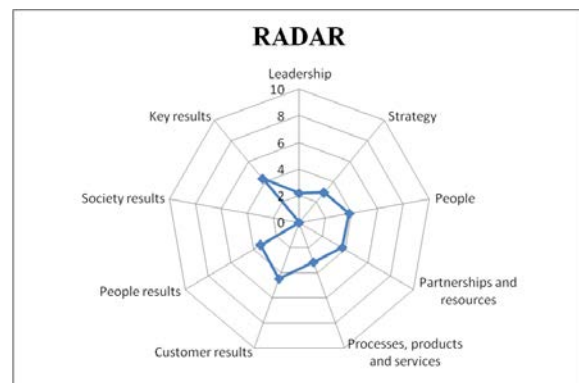 RADAR
Leadership
10
Key results
Strategy
8
6
4
Society results
2
People
0
People results
Partnerships and
resources
Customer results
Processes, products
and services